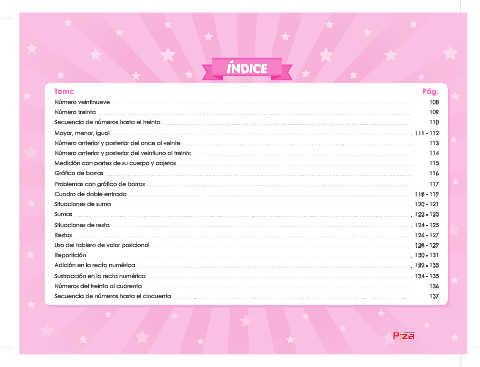 ÍNDICE
Tema Pág.
Número veintinueve 108
Número treinta 109
Secuencia de números hasta el treinta 110
Mayor, menor, igual 111 - 112
Número anterior y posterior del once al veinte 113
Número anterior y posterior del veintiuno al treinta 114
Medición con partes de su cuerpo y objetos 115
Gráfica de barras 116
Problemas con gráfica de barras 117
Cuadro de doble entrada 118 - 119
Situaciones de suma 120 - 121
Sumas 122 - 123
Situaciones de resta 124 - 125
Restas 126 - 127
Uso del tablero de valor posicional 128 - 129
Repartición 130 - 131
Adición en la recta numérica 132 - 133
Sustracción en la recta numérica 134 - 135
Números del treinta al cuarenta 136
Secuencia de números hasta el cincuenta 137